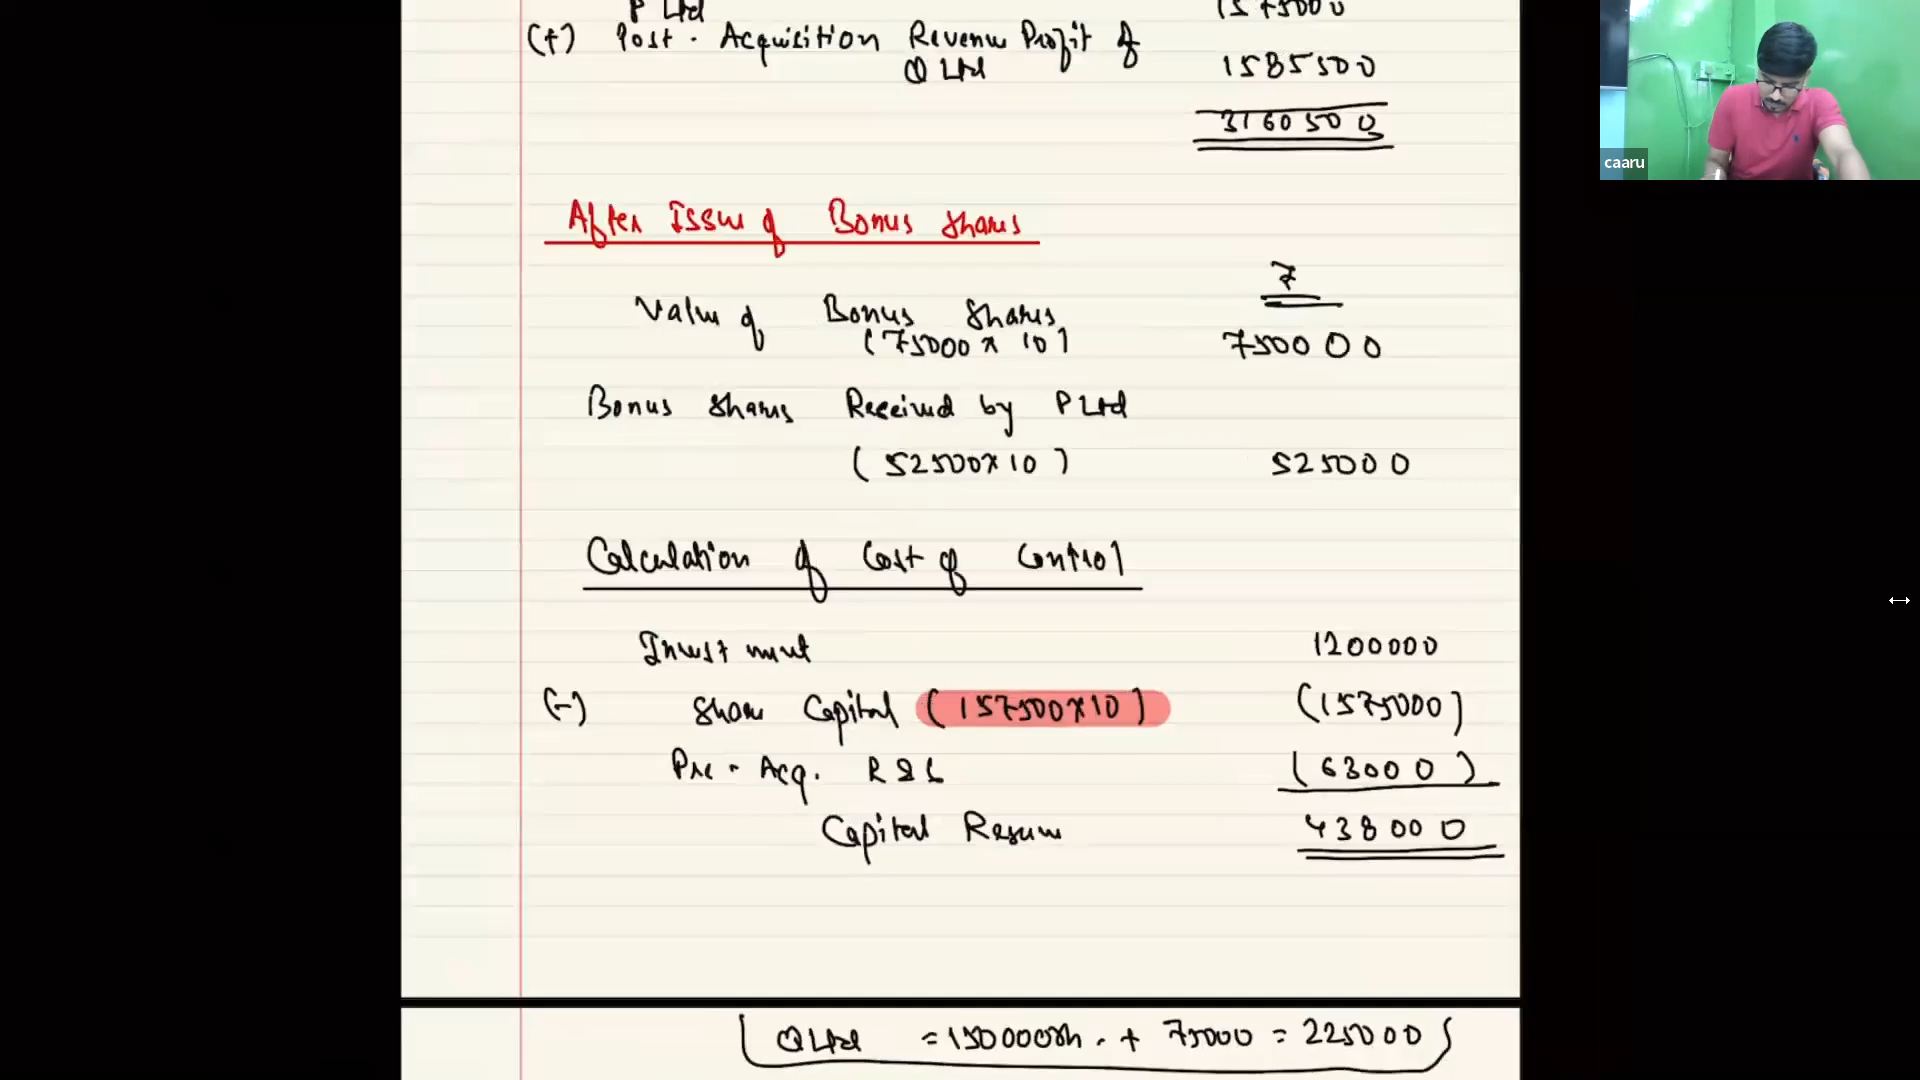 P Ltd 1575000
(+) Post. Acquisition Revenue Profit of
Q Ltd 1585500
3160500
After Issue of Bonus Shares
₹
Value of Bonus Shares
(75000 x 10) 750000
Bonus Shares Received by P Ltd
(52500x10) 525000
Calculation of Cost of Control
Investment 1200000
(-) Share Capital (157500x10) (1575000)
Pre - Acq. R&S (63000)
Capital Reserve 438000
Q Ltd = 150000sh. + 75000 = 225000
caaru